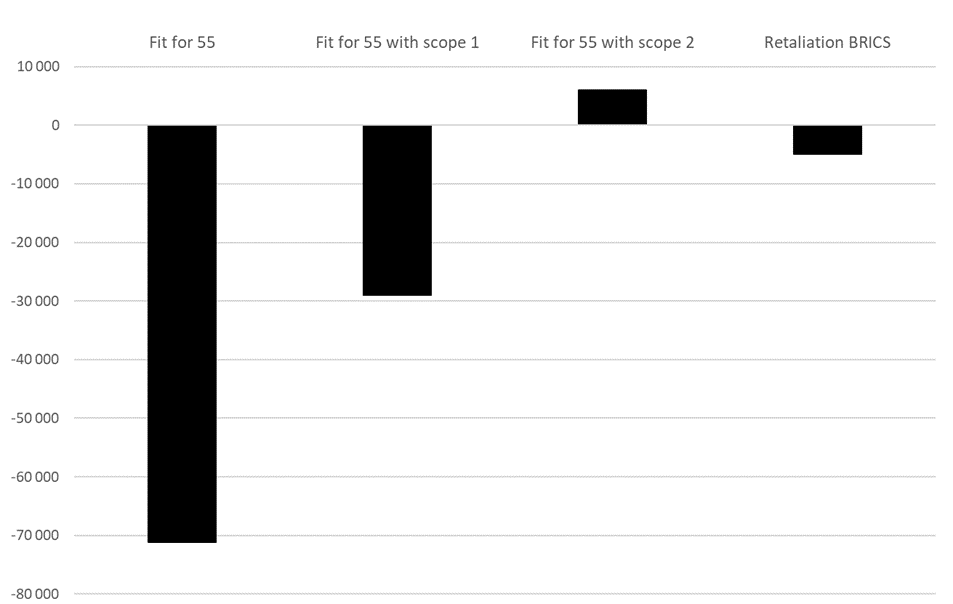 Fit for 55
Fit for 55 with scope 1
Fit for 55 with scope 2
Retaliation BRICS
10 000
0
-10 000
-20 000
-30 000
-40 000
-50 000
-60 000
-70 000
-80 000